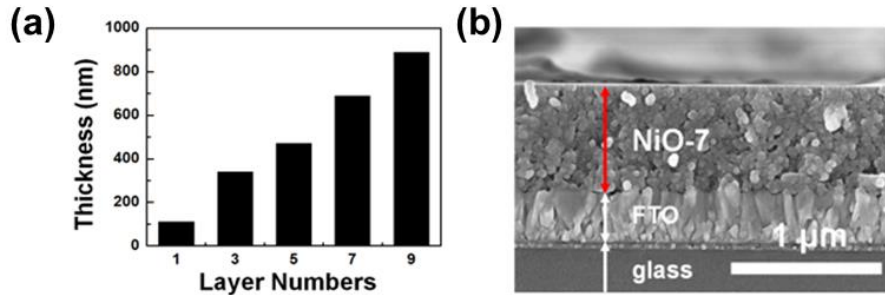 (a)
1000
800
600
400
200
0
Thickness (nm)
1 3 5 7 9
Layer Numbers
(b)
NiO-7
FTO
1 μm
glass